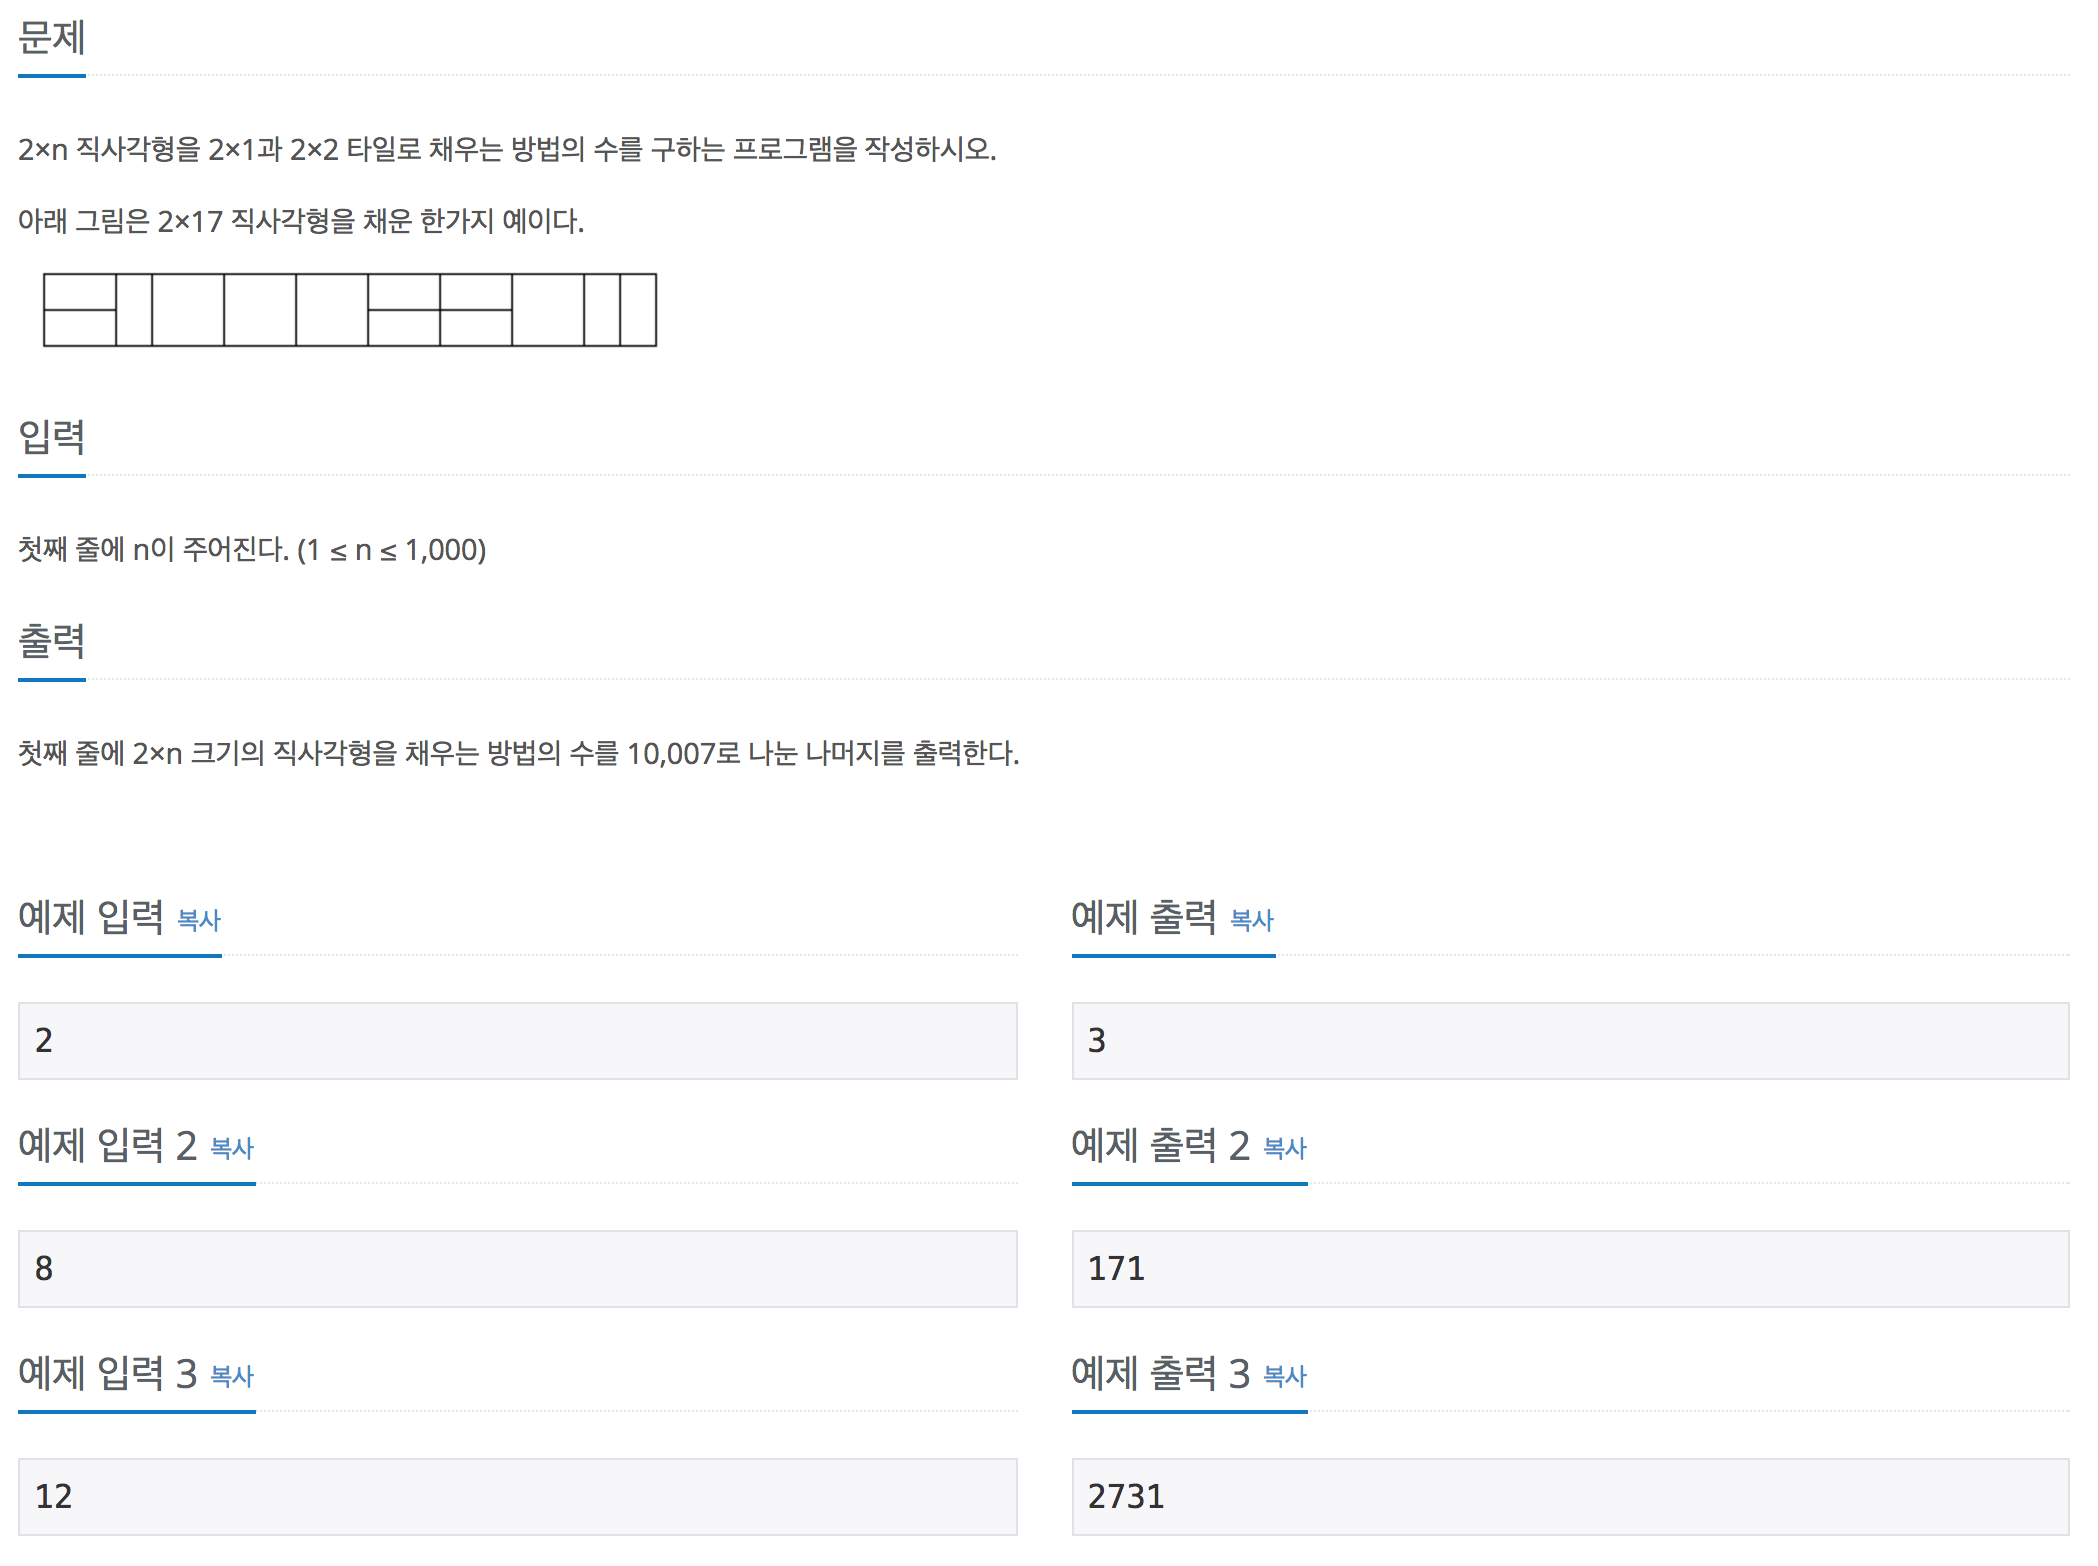 문제
2×n 직사각형을 2×1과 2×2 타일로 채우는 방법의 수를 구하는 프로그램을 작성하시오.
아래 그림은 2×17 직사각형을 채운 한가지 예이다.
입력
첫째 줄에 n이 주어진다. (1 ≤ n ≤ 1,000)
출력
첫째 줄에 2×n 크기의 직사각형을 채우는 방법의 수를 10,007로 나눈 나머지를 출력한다.
예제 입력 복사
예제 출력 복사
2
3
예제 입력 2 복사
예제 출력 2 복사
8
171
예제 입력 3 복사
예제 출력 3 복사
12
2731